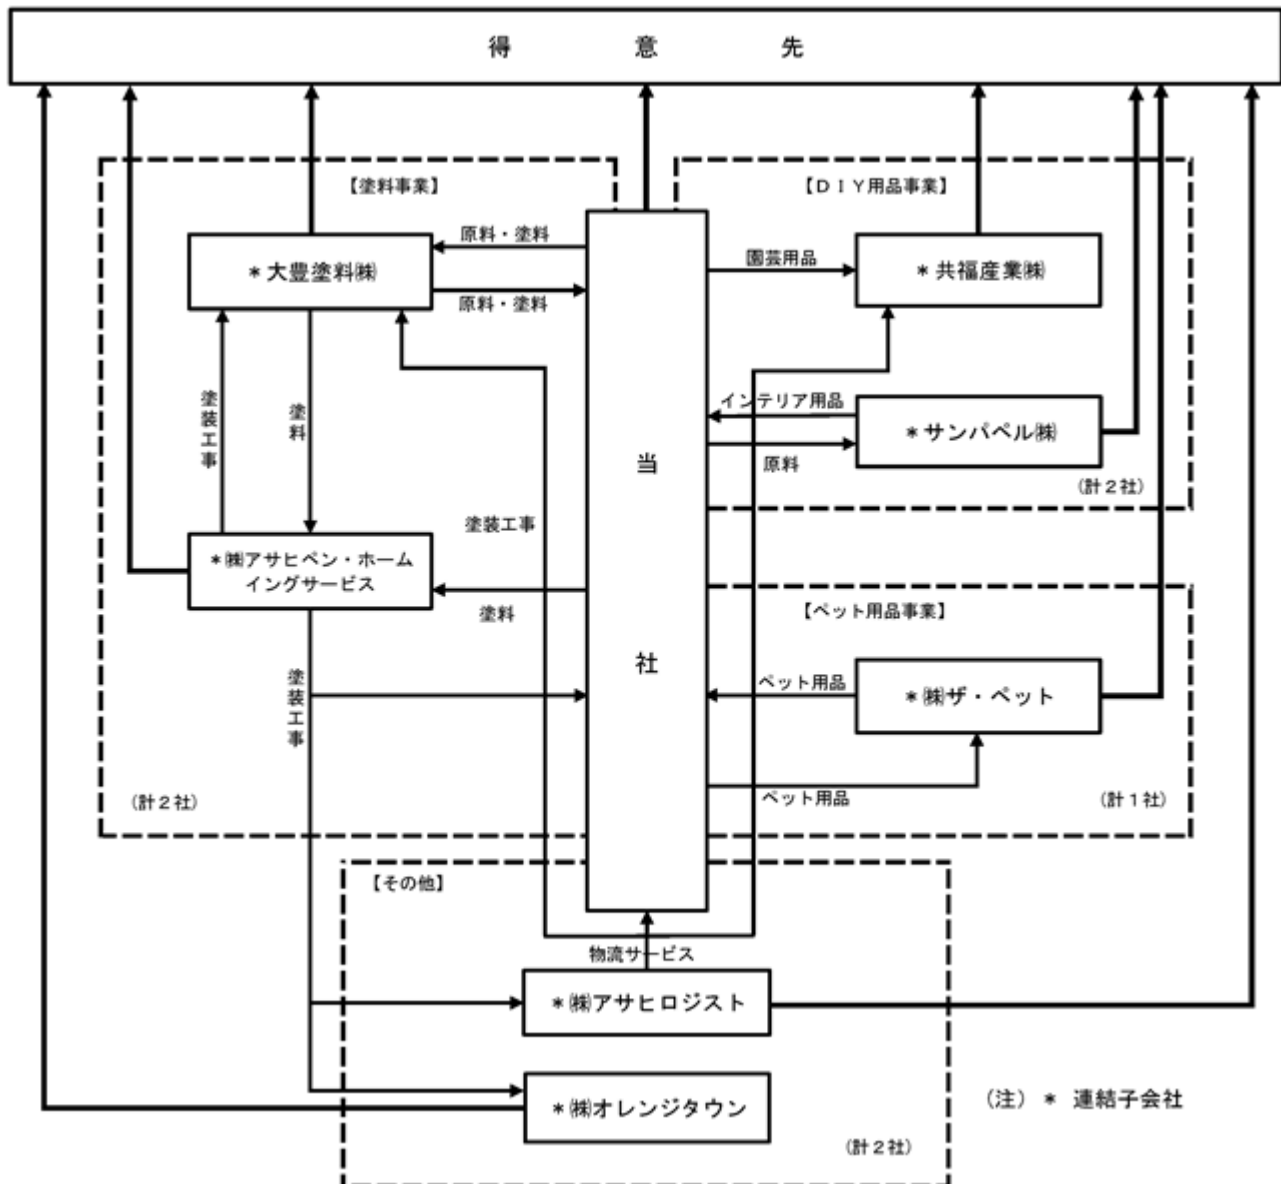 得意先
【塗料事業】
【ＤＩＹ用品事業】
原料・塗料
園芸用品
＊大豊塗料㈱
＊共福産業㈱
原料・塗料
塗装工事
塗料
インテリア用品
＊サンパペル㈱
当社
原料
(計２社)
塗装工事
＊㈱アサヒペン・ホーム
イングサービス
塗料
【ペット用品事業】
塗装工事
ペット用品
＊㈱ザ・ペット
ペット用品
(計２社)
(計１社)
【その他】
物流サービス
＊㈱アサヒロジスト
＊㈱オレンジタウン
(注) ＊ 連結子会社
(計２社)